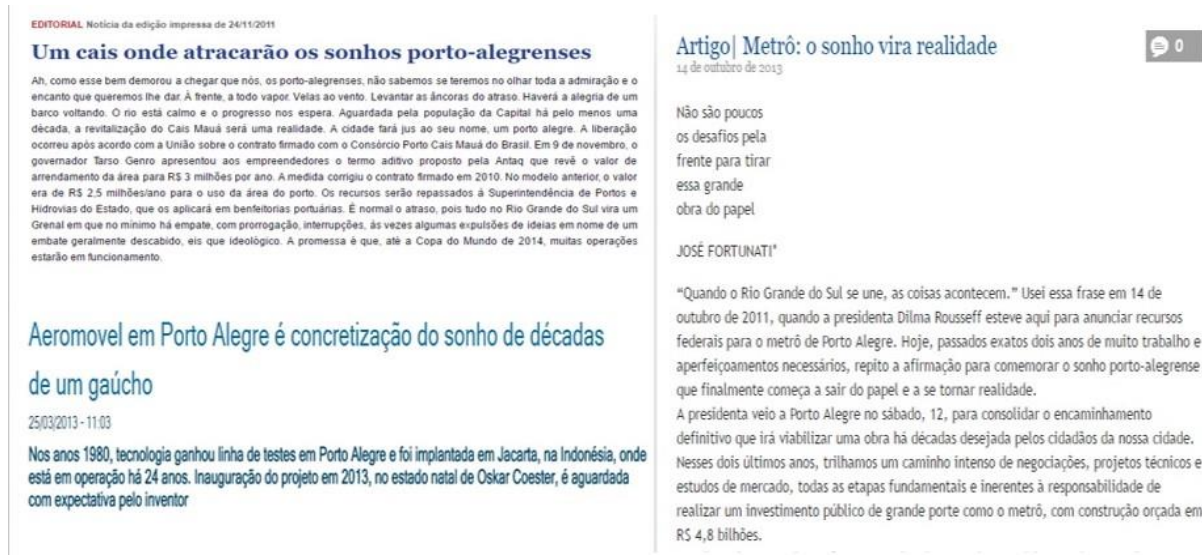 EDITORIAL Notícia da edição impressa de 24/11/2011
Um cais onde atracarão os sonhos porto-alegrenses
Ah, como esse bem demorou a chegar que nós, os porto-alegrenses, não sabemos se teremos no olhar toda a admiração e o
encanto que queremos lhe dar. À frente, a todo vapor. Velas ao vento. Levantar as âncoras do atraso. Haverá a alegria de um
barco voltando. O rio está calmo e o progresso nos espera. Aguardada pela população da Capital há pelo menos uma
década, a revitalização do Cais Mauá será uma realidade. A cidade fará jus ao seu nome, um porto alegre. A liberação
ocorreu após acordo com a União sobre o contrato firmado com o Consórcio Porto Cais Mauá do Brasil. Em 9 de novembro, o
governador Tarso Genro apresentou aos empreendedores o termo aditivo proposto pela Antaq que revê o valor de
arrendamento da área para R$ 3 milhões por ano. A medida corrigiu o contrato firmado em 2010. No modelo anterior, o valor
era de R$ 2,5 milhões/ano para o uso da área do porto. Os recursos serão repassados à Superintendência de Portos e
Hidrovias do Estado, que os aplicará em benfeitorias portuárias. É normal o atraso, pois tudo no Rio Grande do Sul vira um
Grenal em que no mínimo há empate, com prorrogação, interrupções, às vezes algumas expulsões de ideias em nome de um
embate geralmente descabido, eis que ideológico. A promessa é que, até a Copa do Mundo de 2014, muitas operações
estarão em funcionamento.
Aeromovel em Porto Alegre é concretização do sonho de décadas
de um gaúcho
25/03/2013 - 11:03
Nos anos 1980, tecnologia ganhou linha de testes em Porto Alegre e foi implantada em Jacarta, na Indonésia, onde
está em operação há 24 anos. Inauguração do projeto em 2013, no estado natal de Oskar Coester, é aguardada
com expectativa pelo inventor
Artigo| Metrô: o sonho vira realidade
0
14 de outubro de 2013
Não são poucos
os desafios pela
frente para tirar
essa grande
obra do papel
JOSÉ FORTUNATI*
“Quando o Rio Grande do Sul se une, as coisas acontecem.” Usei essa frase em 14 de
outubro de 2011, quando a presidenta Dilma Rousseff esteve aqui para anunciar recursos
federais para o metrô de Porto Alegre. Hoje, passados exatos dois anos de muito trabalho e
aperfeiçoamentos necessários, repito a afirmação para comemorar o sonho porto-alegrense
que finalmente começa a sair do papel e a se tornar realidade.
A presidenta veio a Porto Alegre no sábado, 12, para consolidar o encaminhamento
definitivo que irá viabilizar uma obra há décadas desejada pelos cidadãos da nossa cidade.
Nesses dois últimos anos, trilhamos um caminho intenso de negociações, projetos técnicos e
estudos de mercado, todas as etapas fundamentais e inerentes à responsabilidade de
realizar um investimento público de grande porte como o metrô, com construção orçada em
R$ 4,8 bilhões.